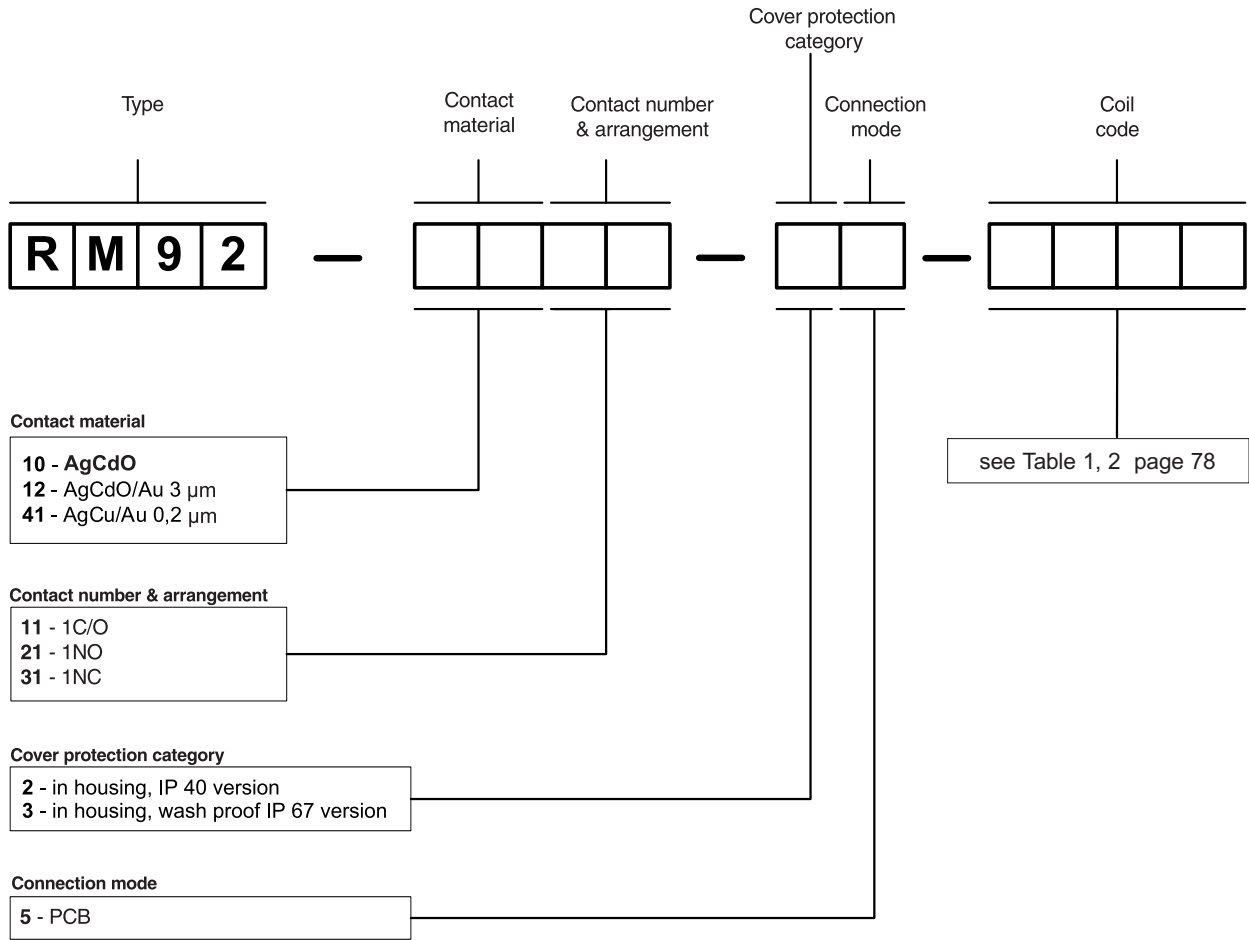 Cover protection
category
Type
Contact
material
Contact number
& arrangement
Connection
mode
Coil
code
R M 9 2 — — —
Contact material
10 - AgCdO
12 - AgCdO/Au 3 µm
41 - AgCu/Au 0,2 µm
see Table 1, 2 page 78
Contact number & arrangement
11 - 1C/O
21 - 1NO
31 - 1NC
Cover protection category
2 - in housing, IP 40 version
3 - in housing, wash proof IP 67 version
Connection mode
5 - PCB